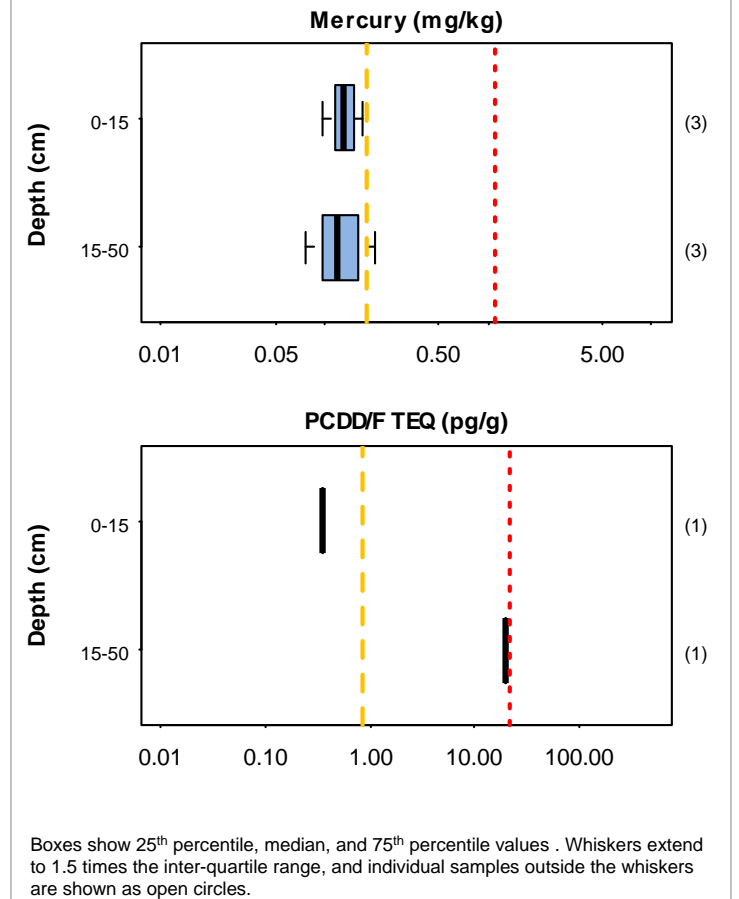 Mercury (mg/kg)
Depth (cm)
0-15
(3)
15-50
(3)
0.01 0.05 0.50 5.00
PCDD/F TEQ (pg/g)
Depth (cm)
0-15
(1)
15-50
(1)
0.01 0.10 1.00 10.00 100.00
Boxes show 25th percentile, median, and 75th percentile values . Whiskers extend
to 1.5 times the inter-quartile range, and individual samples outside the whiskers
are shown as open circles.